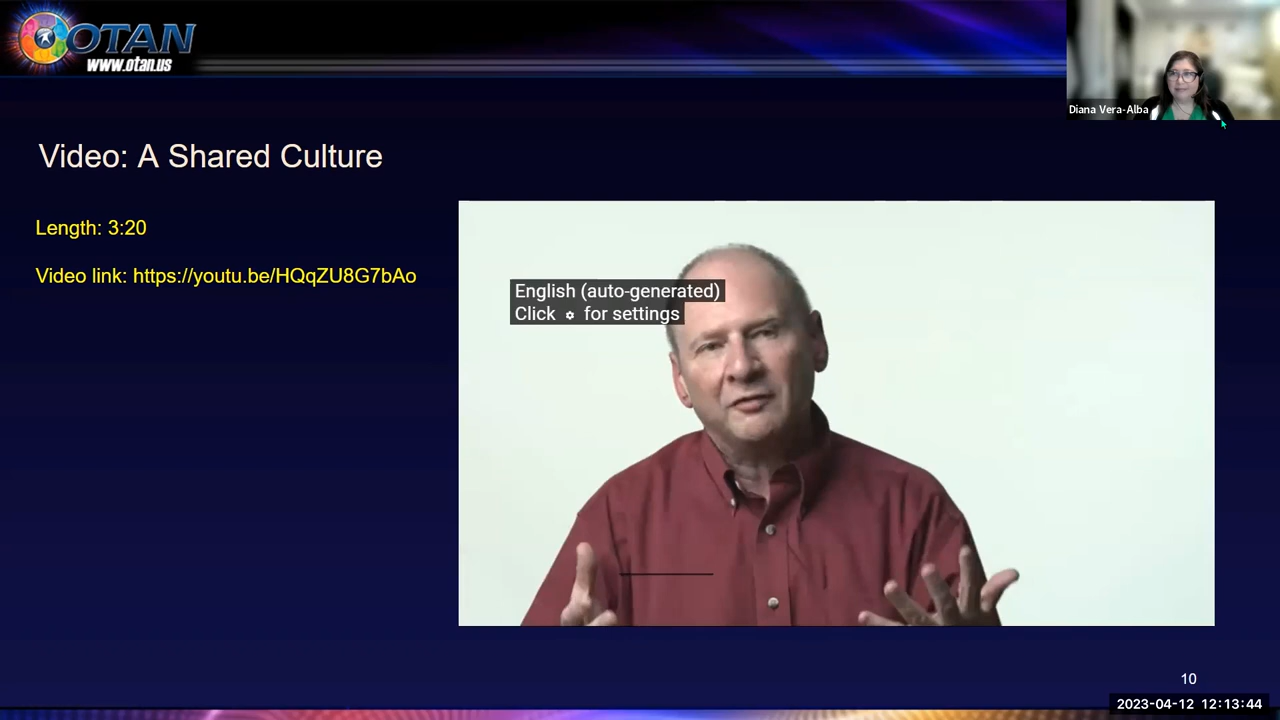 OTAN
www.otan.us
Diana Vera-Alba
Video: A Shared Culture
Length: 3:20
Video link: https://youtu.be/HQqZU8G7bAo
English (auto-generated)
Click for settings
10
2023-04-12 12:13:44